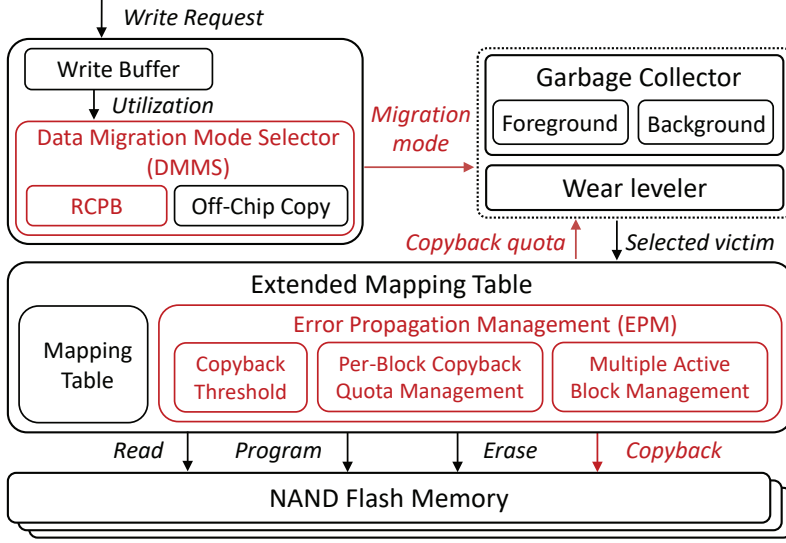 Write Request
Write Buffer
Utilization
Data Migration Mode Selector
(DMMS)
RCPB
Off-Chip Copy
Migration
mode
Garbage Collector
Foreground
Background
Wear leveler
Copyback quota
Selected victim
Extended Mapping Table
Mapping
Table
Error Propagation Management (EPM)
Copyback
Threshold
Per-Block Copyback
Quota Management
Multiple Active
Block Management
Read
Program
Erase
Copyback
NAND Flash Memory